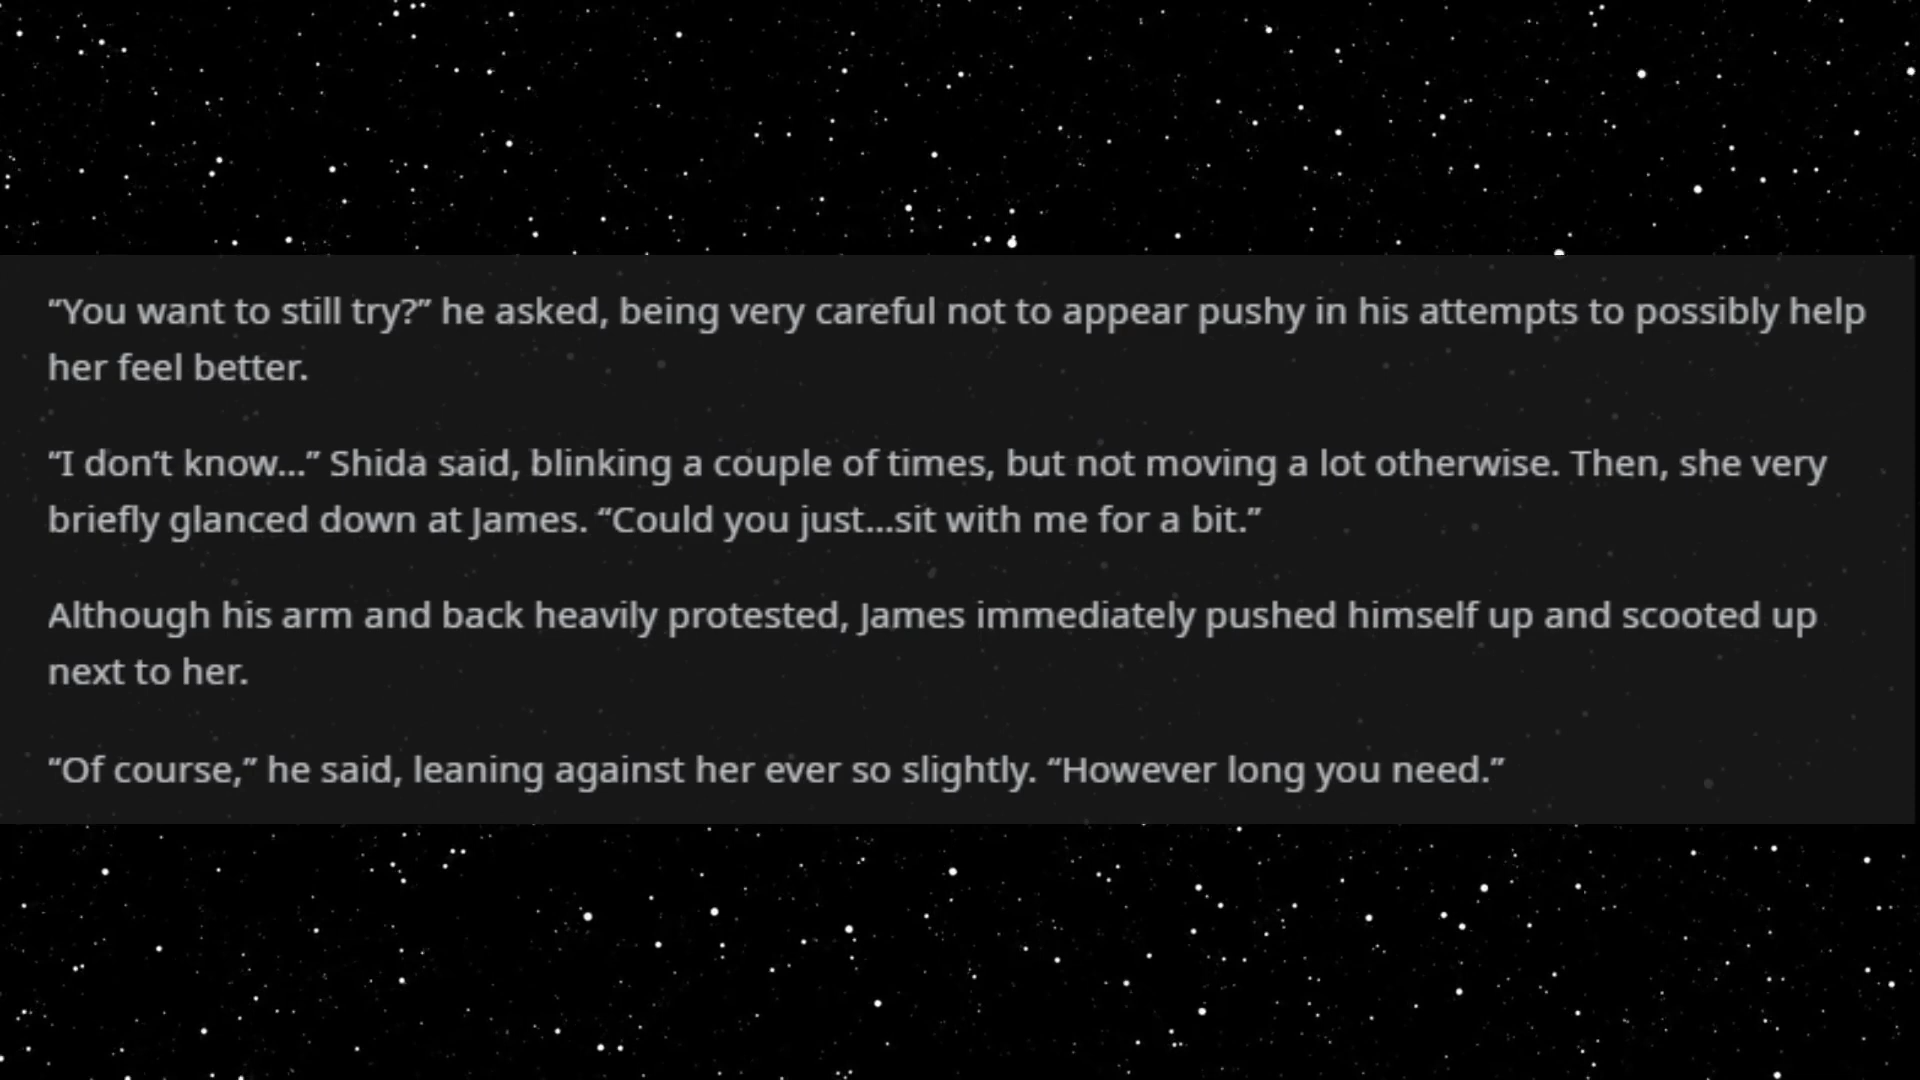 “You want to still try?” he asked, being very careful not to appear pushy in his attempts to possibly help
her feel better.
“I don’t know…” Shida said, blinking a couple of times, but not moving a lot otherwise. Then, she very
briefly glanced down at James. “Could you just…sit with me for a bit.”
Although his arm and back heavily protested, James immediately pushed himself up and scooted up
next to her.
“Of course,” he said, leaning against her ever so slightly. “However long you need.”